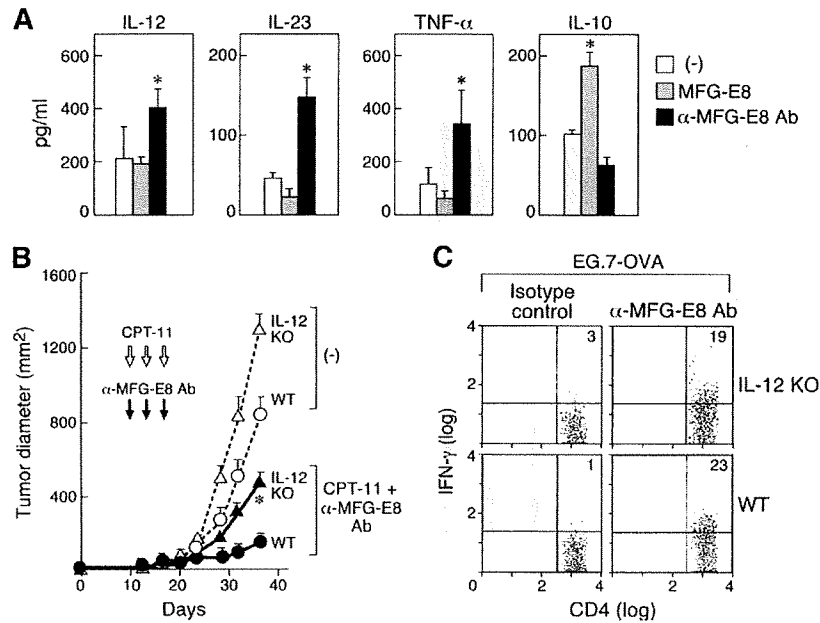 A
IL-12 IL-23 TNF-α IL-10
pg/ml
600 400 200 0
200 100 0
600 400 200 0
200 100 0
* * * *
(-)
MFG-E8
α-MFG-E8 Ab
B
Tumor diameter (mm²)
1600
1200
800
400
CPT-11
α-MFG-E8 Ab
IL-12 KO
WT
(-)
IL-12 KO
*
WT
CPT-11 + α-MFG-E8 Ab
0 10 20 30 40
Days
C
EG.7-OVA
Isotype control
α-MFG-E8 Ab
4 2
3 19
IL-12 KO
4 2
1 23
WT
IFN-γ (log)
0 2 4 2 4
CD4 (log)